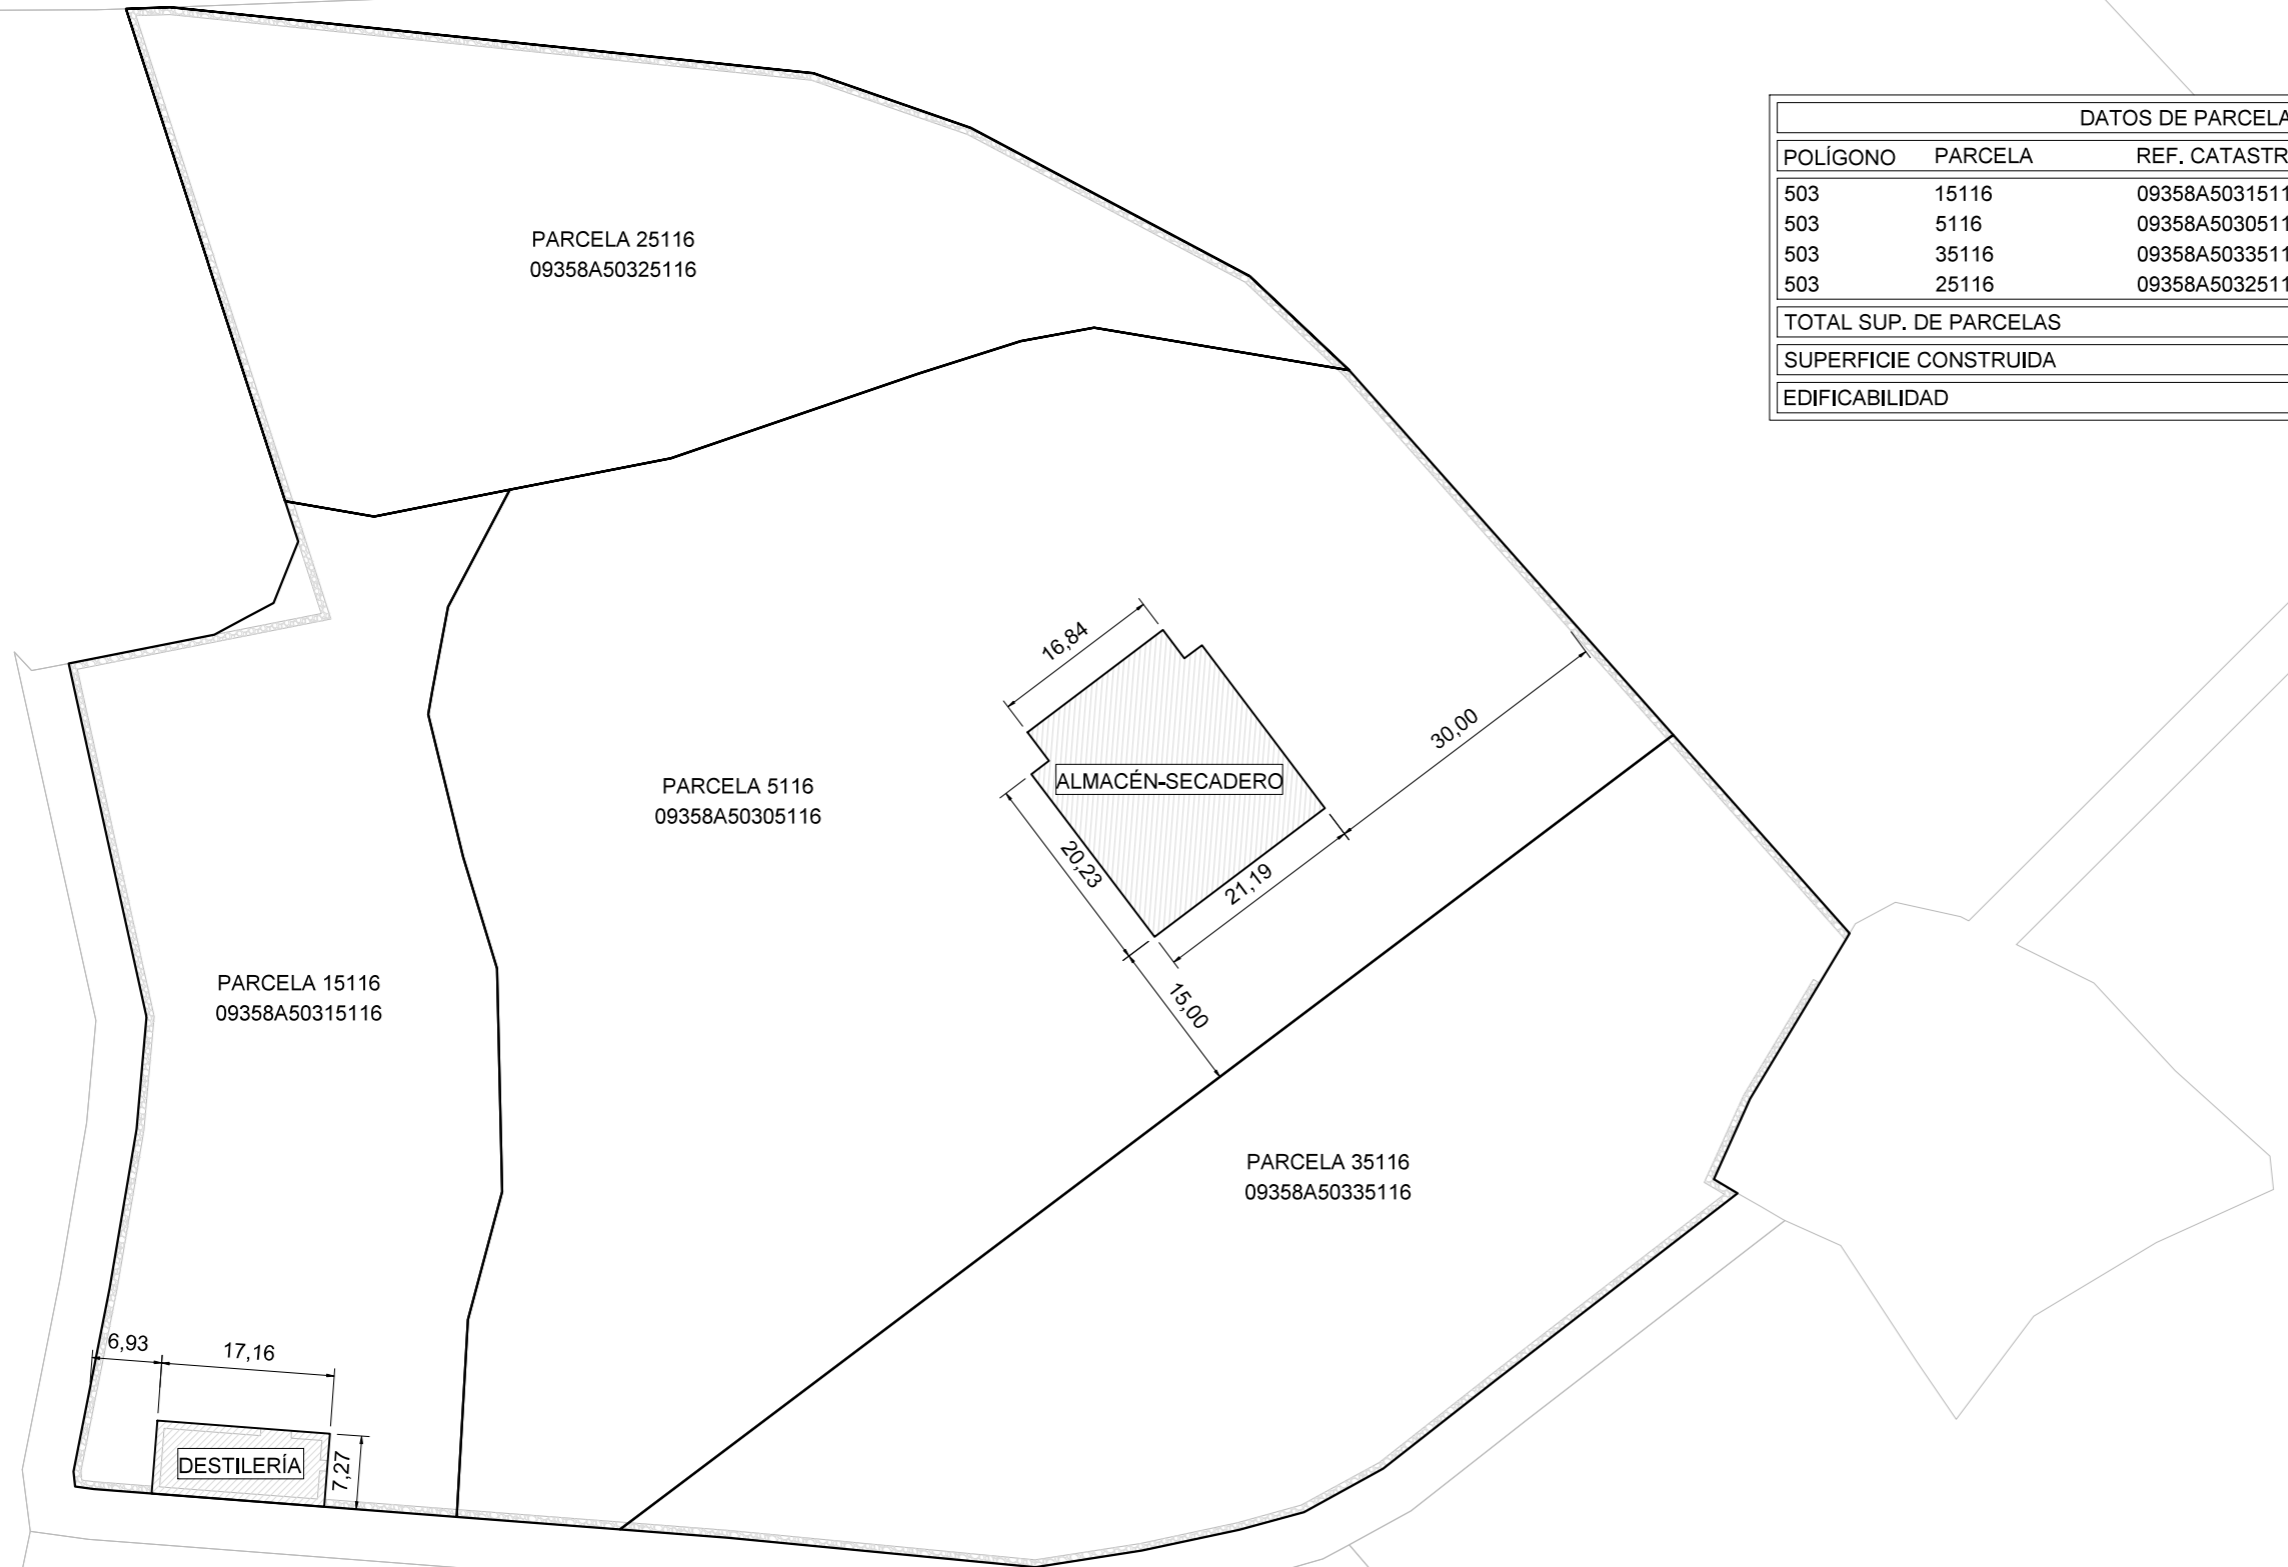 DATOS DE PARCELA
POLÍGONO PARCELA REF. CATASTR
503 15116 09358A5031511
503 5116 09358A5030511
503 35116 09358A5033511
503 25116 09358A5032511
TOTAL SUP. DE PARCELAS
SUPERFICIE CONSTRUIDA
EDIFICABILIDAD
PARCELA 25116
09358A50325116
16,84
30,00
ALMACÉN-SECADERO
PARCELA 5116
09358A50305116
20,23
21,19
15,00
PARCELA 15116
09358A50315116
PARCELA 35116
09358A50335116
6,93
17,16
DESTILERÍA
7,27